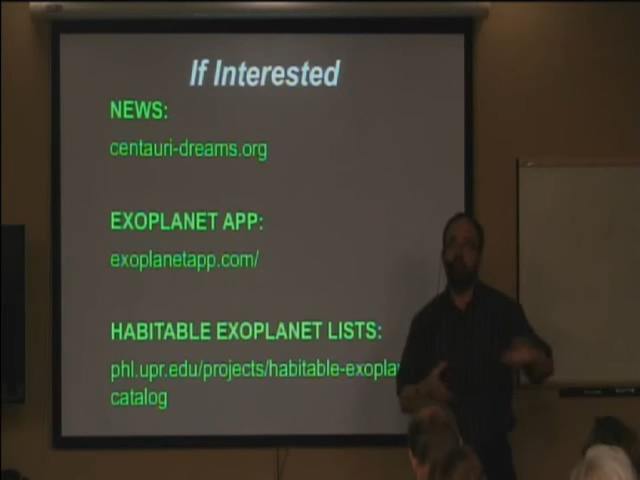 If Interested
NEWS:
centauri-dreams.org
EXOPLANET APP:
exoplanetapp.com/
HABITABLE EXOPLANET LISTS:
phl.upr.edu/projects/habitable-exopla
catalog